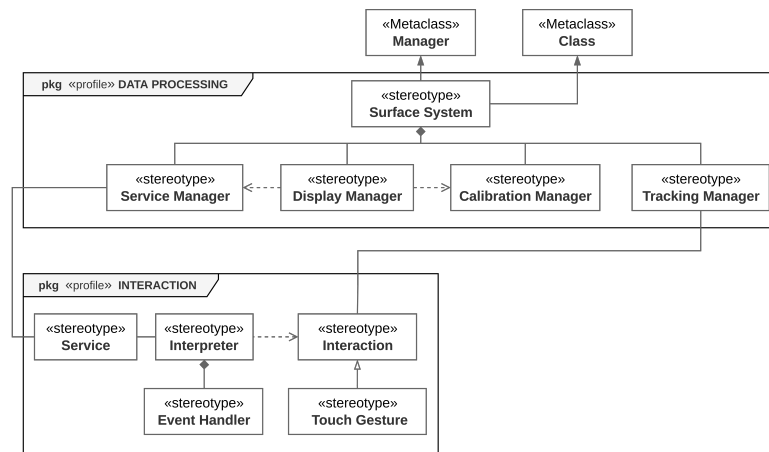 «Metaclass»
Manager
«Metaclass»
Class
pkg «profile» DATA PROCESSING
«stereotype»
Surface System
«stereotype»
Service Manager
«stereotype»
Display Manager
«stereotype»
Calibration Manager
«stereotype»
Tracking Manager
pkg «profile» INTERACTION
«stereotype»
Service
«stereotype»
Interpreter
«stereotype»
Interaction
«stereotype»
Event Handler
«stereotype»
Touch Gesture